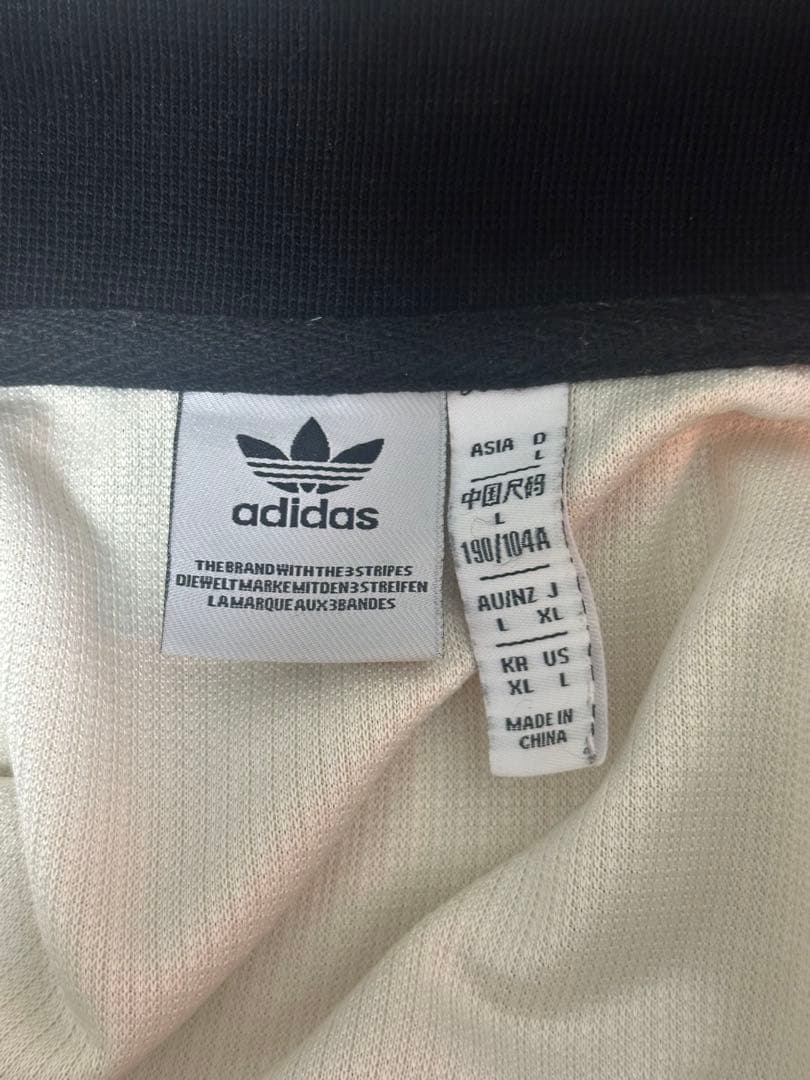 adidas
THE BRAND WITH THE 3 STRIPES
DIE WELTMARKE MIT DEN 3 STREIFEN
LA MARQUE AUX 3 BANDES
ASIA D
L
中国尺码
L
190/104A
AU/NZ J
L XL
KR US
XL L
MADE IN
CHINA